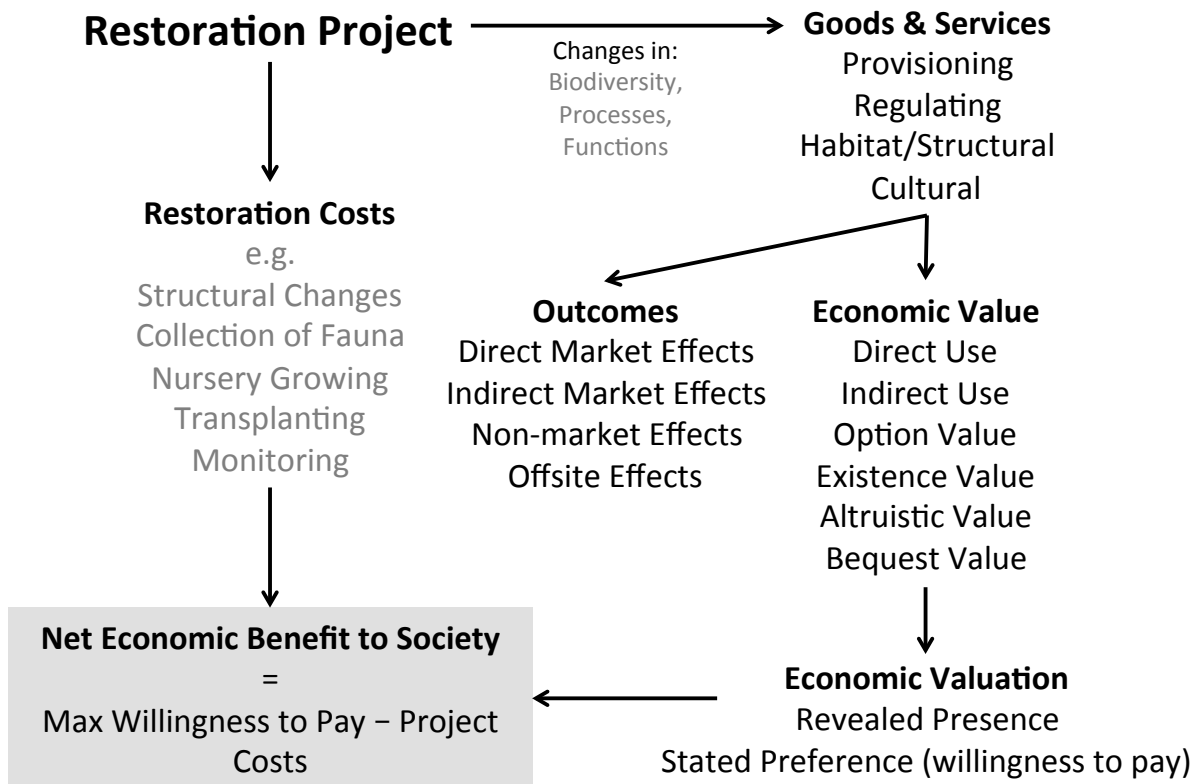 Restoration Project
Changes in:
Biodiversity,
Processes,
Functions
Goods & Services
Provisioning
Regulating
Habitat/Structural
Cultural
Restoration Costs
e.g.
Structural Changes
Collection of Fauna
Nursery Growing
Transplanting
Monitoring
Outcomes
Direct Market Effects
Indirect Market Effects
Non-market Effects
Offsite Effects
Economic Value
Direct Use
Indirect Use
Option Value
Existence Value
Altruistic Value
Bequest Value
Net Economic Benefit to Society
=
Max Willingness to Pay – Project
Costs
Economic Valuation
Revealed Presence
Stated Preference (willingness to pay)